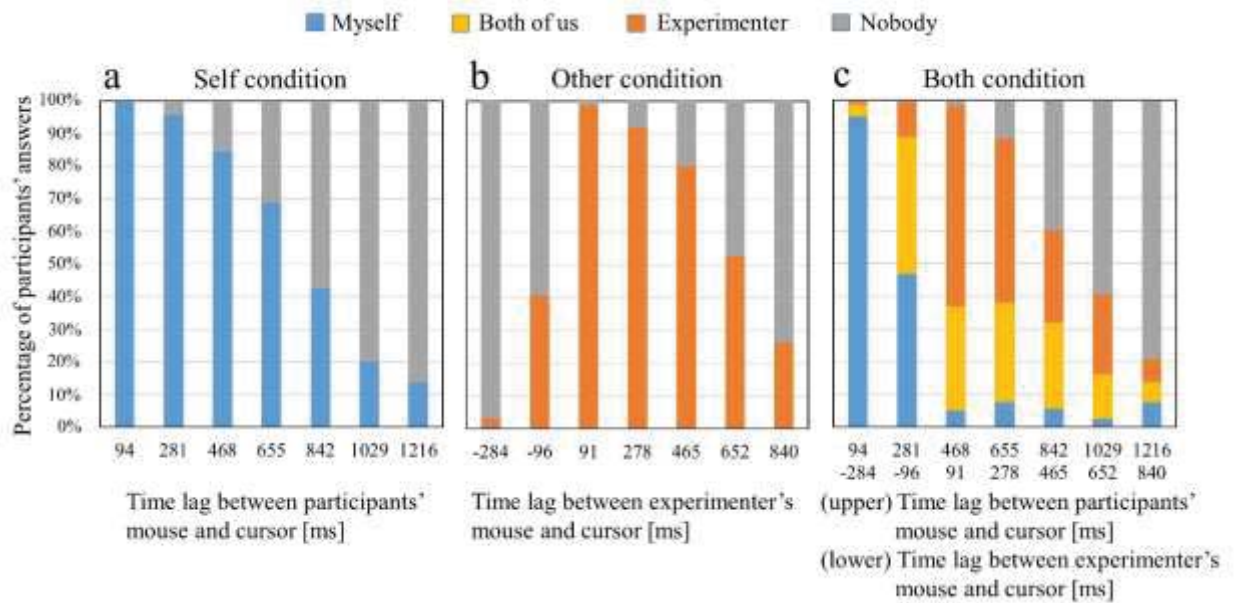 Myself Both of us Experimenter Nobody
a Self condition
b Other condition
c Both condition
Percentage of participants' answers
100%
90%
80%
70%
60%
50%
40%
30%
20%
10%
0%
94 281 468 655 842 1029 1216
Time lag between participants'
mouse and cursor [ms]
-284 -96 91 278 465 652 840
Time lag between experimenter's
mouse and cursor [ms]
94 281 468 655 842 1029 1216
-284 -96 91 278 465 652 840
(upper) Time lag between participants'
mouse and cursor [ms]
(lower) Time lag between experimenter's
mouse and cursor [ms]